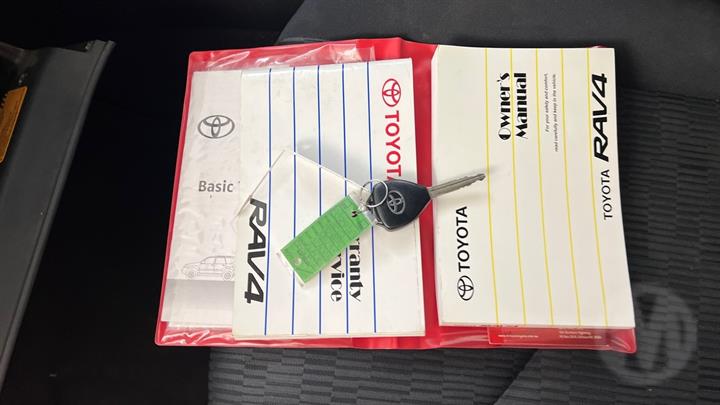 Basic
TOYOTA
RAV4
rranty
rvice
Owner's
Manual
For your safety and comfort,
read carefully and keep in the vehicle.
TOYOTA
TOYOTA RAV4